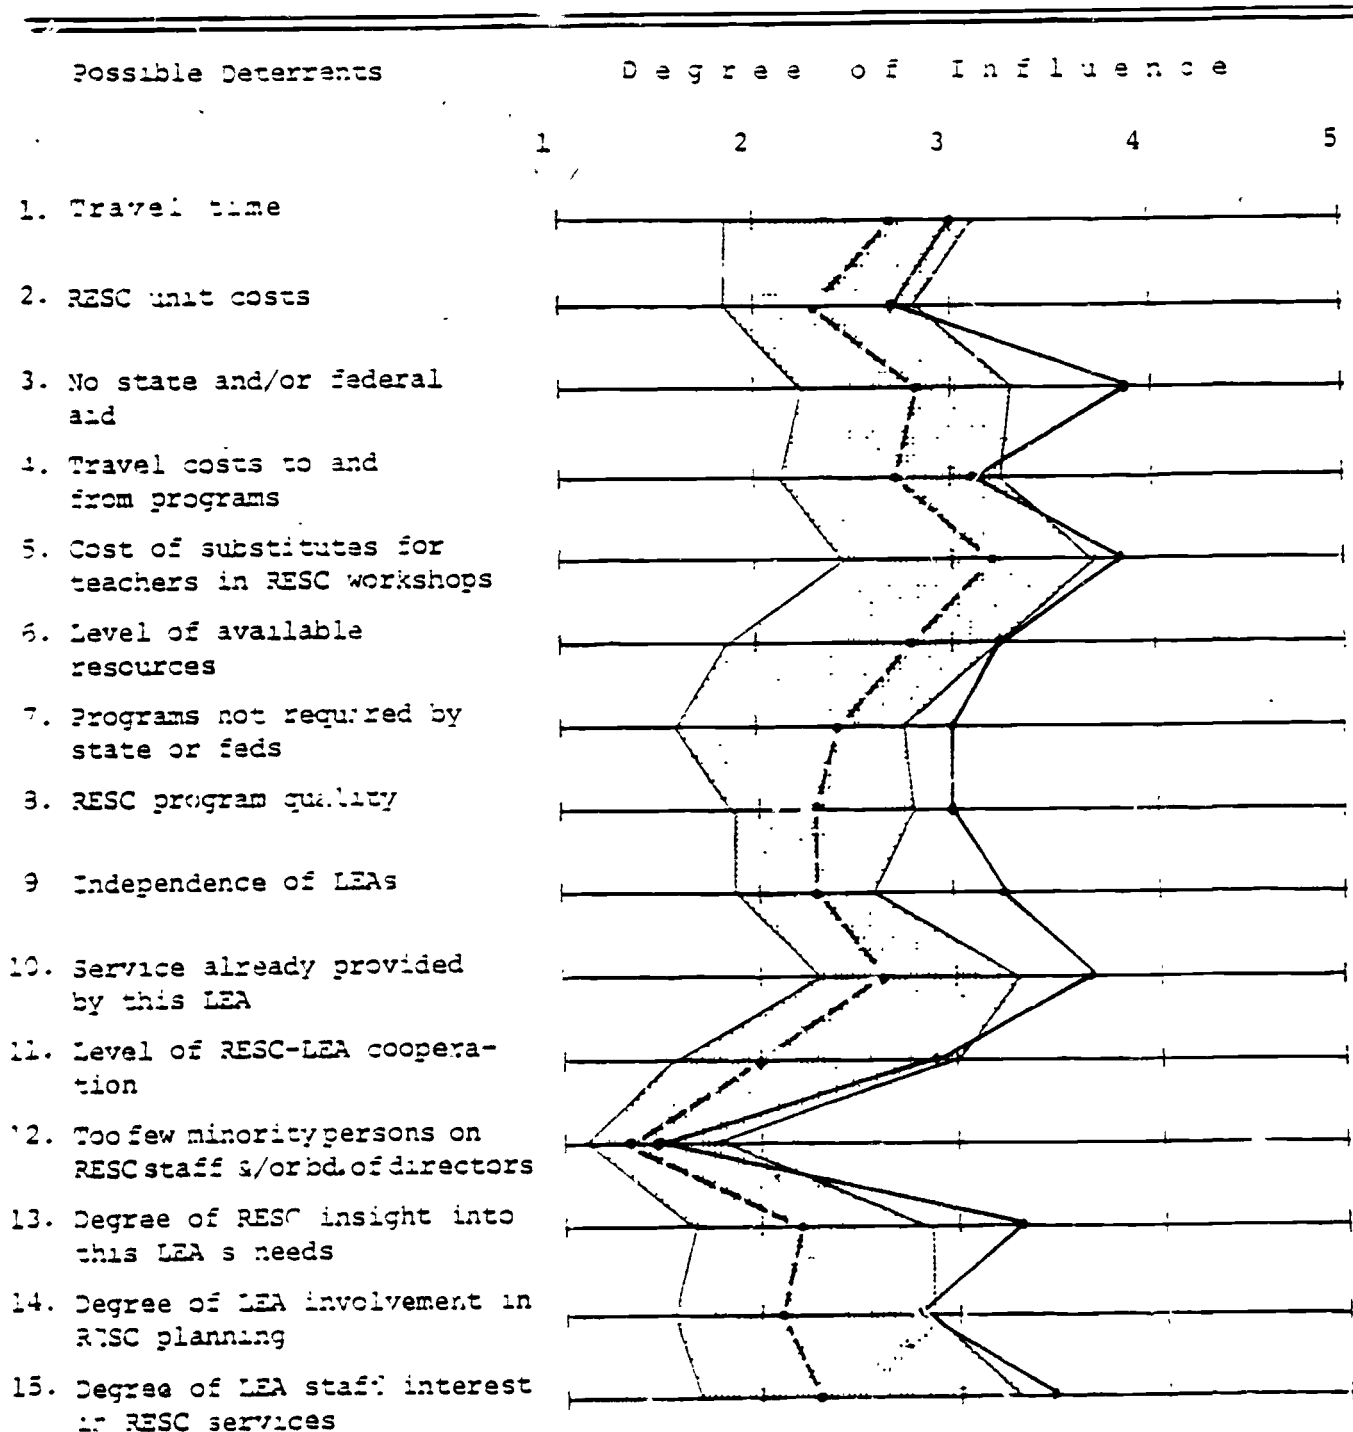 Possible Deterrents
Degree of Influence
1 2 3 4 5
1. Travel time
2. RESC unit costs
3. No state and/or federal
aid
4. Travel costs to and
from programs
5. Cost of substitutes for
teachers in RESC workshops
6. Level of available
resources
7. Programs not required by
state or feds
8. RESC program quality
9 Independence of LEAs
10. Service already provided
by this LEA
11. Level of RESC-LEA coopera-
tion
12. Too few minority persons on
RESC staff &/or bd. of directors
13. Degree of RESC insight into
this LEA s needs
14. Degree of LEA involvement in
RESC planning
15. Degree of LEA staff interest
in RESC services